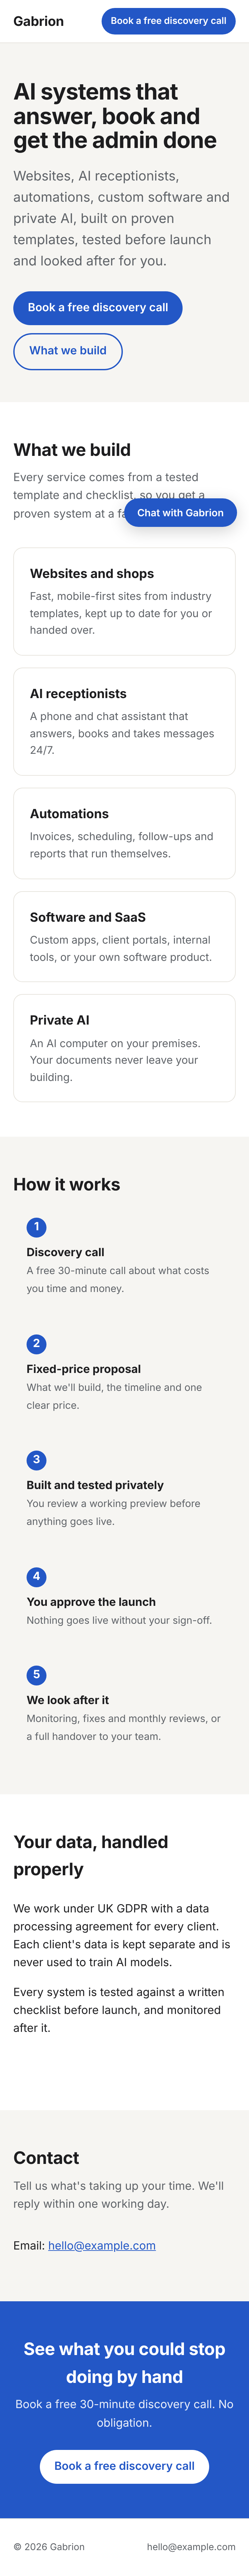 Gabrion
Book a free discovery call
AI systems that
answer, book and
get the admin done
Websites, AI receptionists,
automations, custom software and
private AI, built on proven
templates, tested before launch
and looked after for you.
Book a free discovery call
What we build
What we build
Every service comes from a tested
template and checklist, so you get a
proven system at a
Chat with Gabrion
Websites and shops
Fast, mobile-first sites from industry
templates, kept up to date for you or
handed over.
AI receptionists
A phone and chat assistant that
answers, books and takes messages
24/7.
Automations
Invoices, scheduling, follow-ups and
reports that run themselves.
Software and SaaS
Custom apps, client portals, internal
tools, or your own software product.
Private AI
An AI computer on your premises.
Your documents never leave your
building.
How it works
1
Discovery call
A free 30-minute call about what costs
you time and money.
2
Fixed-price proposal
What we'll build, the timeline and one
clear price.
3
Built and tested privately
You review a working preview before
anything goes live.
4
You approve the launch
Nothing goes live without your sign-off.
5
We look after it
Monitoring, fixes and monthly reviews, or
a full handover to your team.
Your data, handled
properly
We work under UK GDPR with a data
processing agreement for every client.
Each client's data is kept separate and is
never used to train AI models.
Every system is tested against a written
checklist before launch, and monitored
after it.
Contact
Tell us what's taking up your time. We'll
reply within one working day.
Email: hello@example.com
See what you could stop
doing by hand
Book a free 30-minute discovery call. No
obligation.
Book a free discovery call
© 2026 Gabrion
hello@example.com